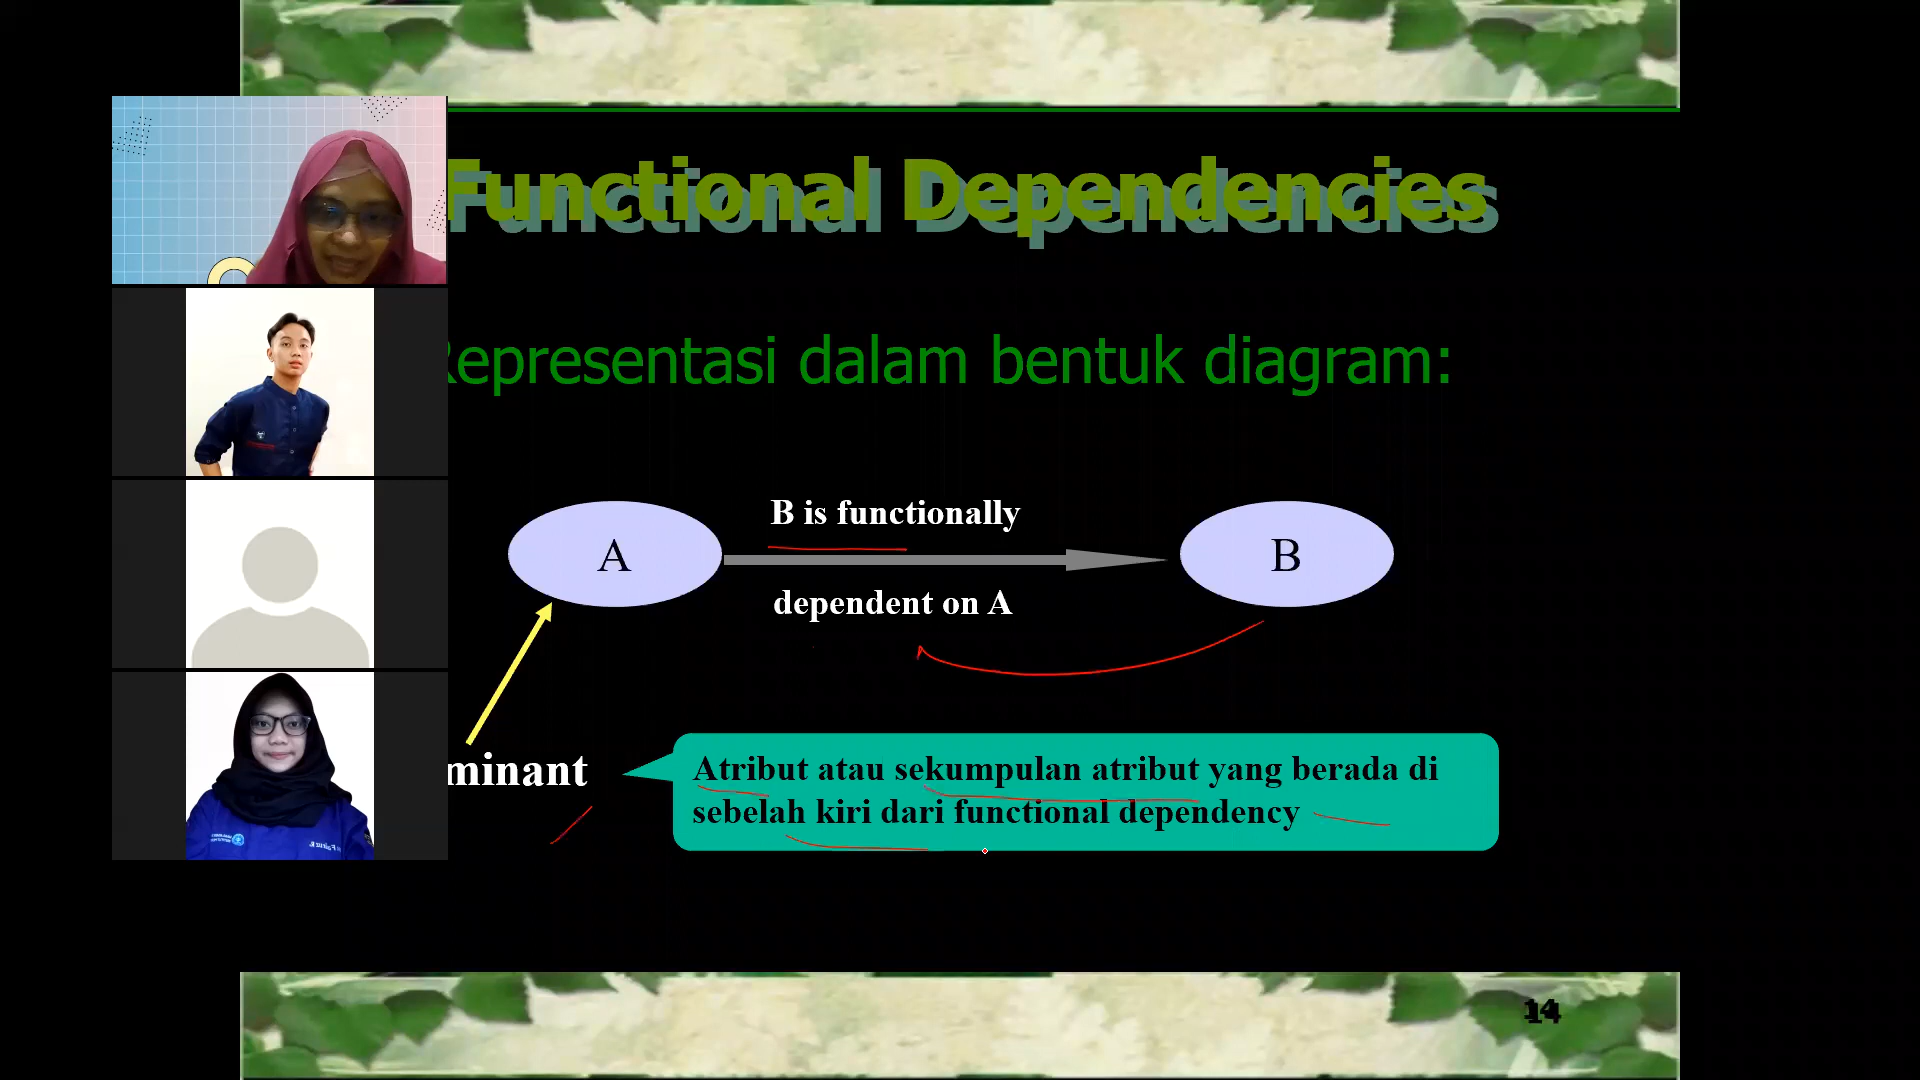 Functional Dependencies
epresentasi dalam bentuk diagram:
A
B is functionally
dependent on A
B
minant
Atribut atau sekumpulan atribut yang berada di
sebelah kiri dari functional dependency
14